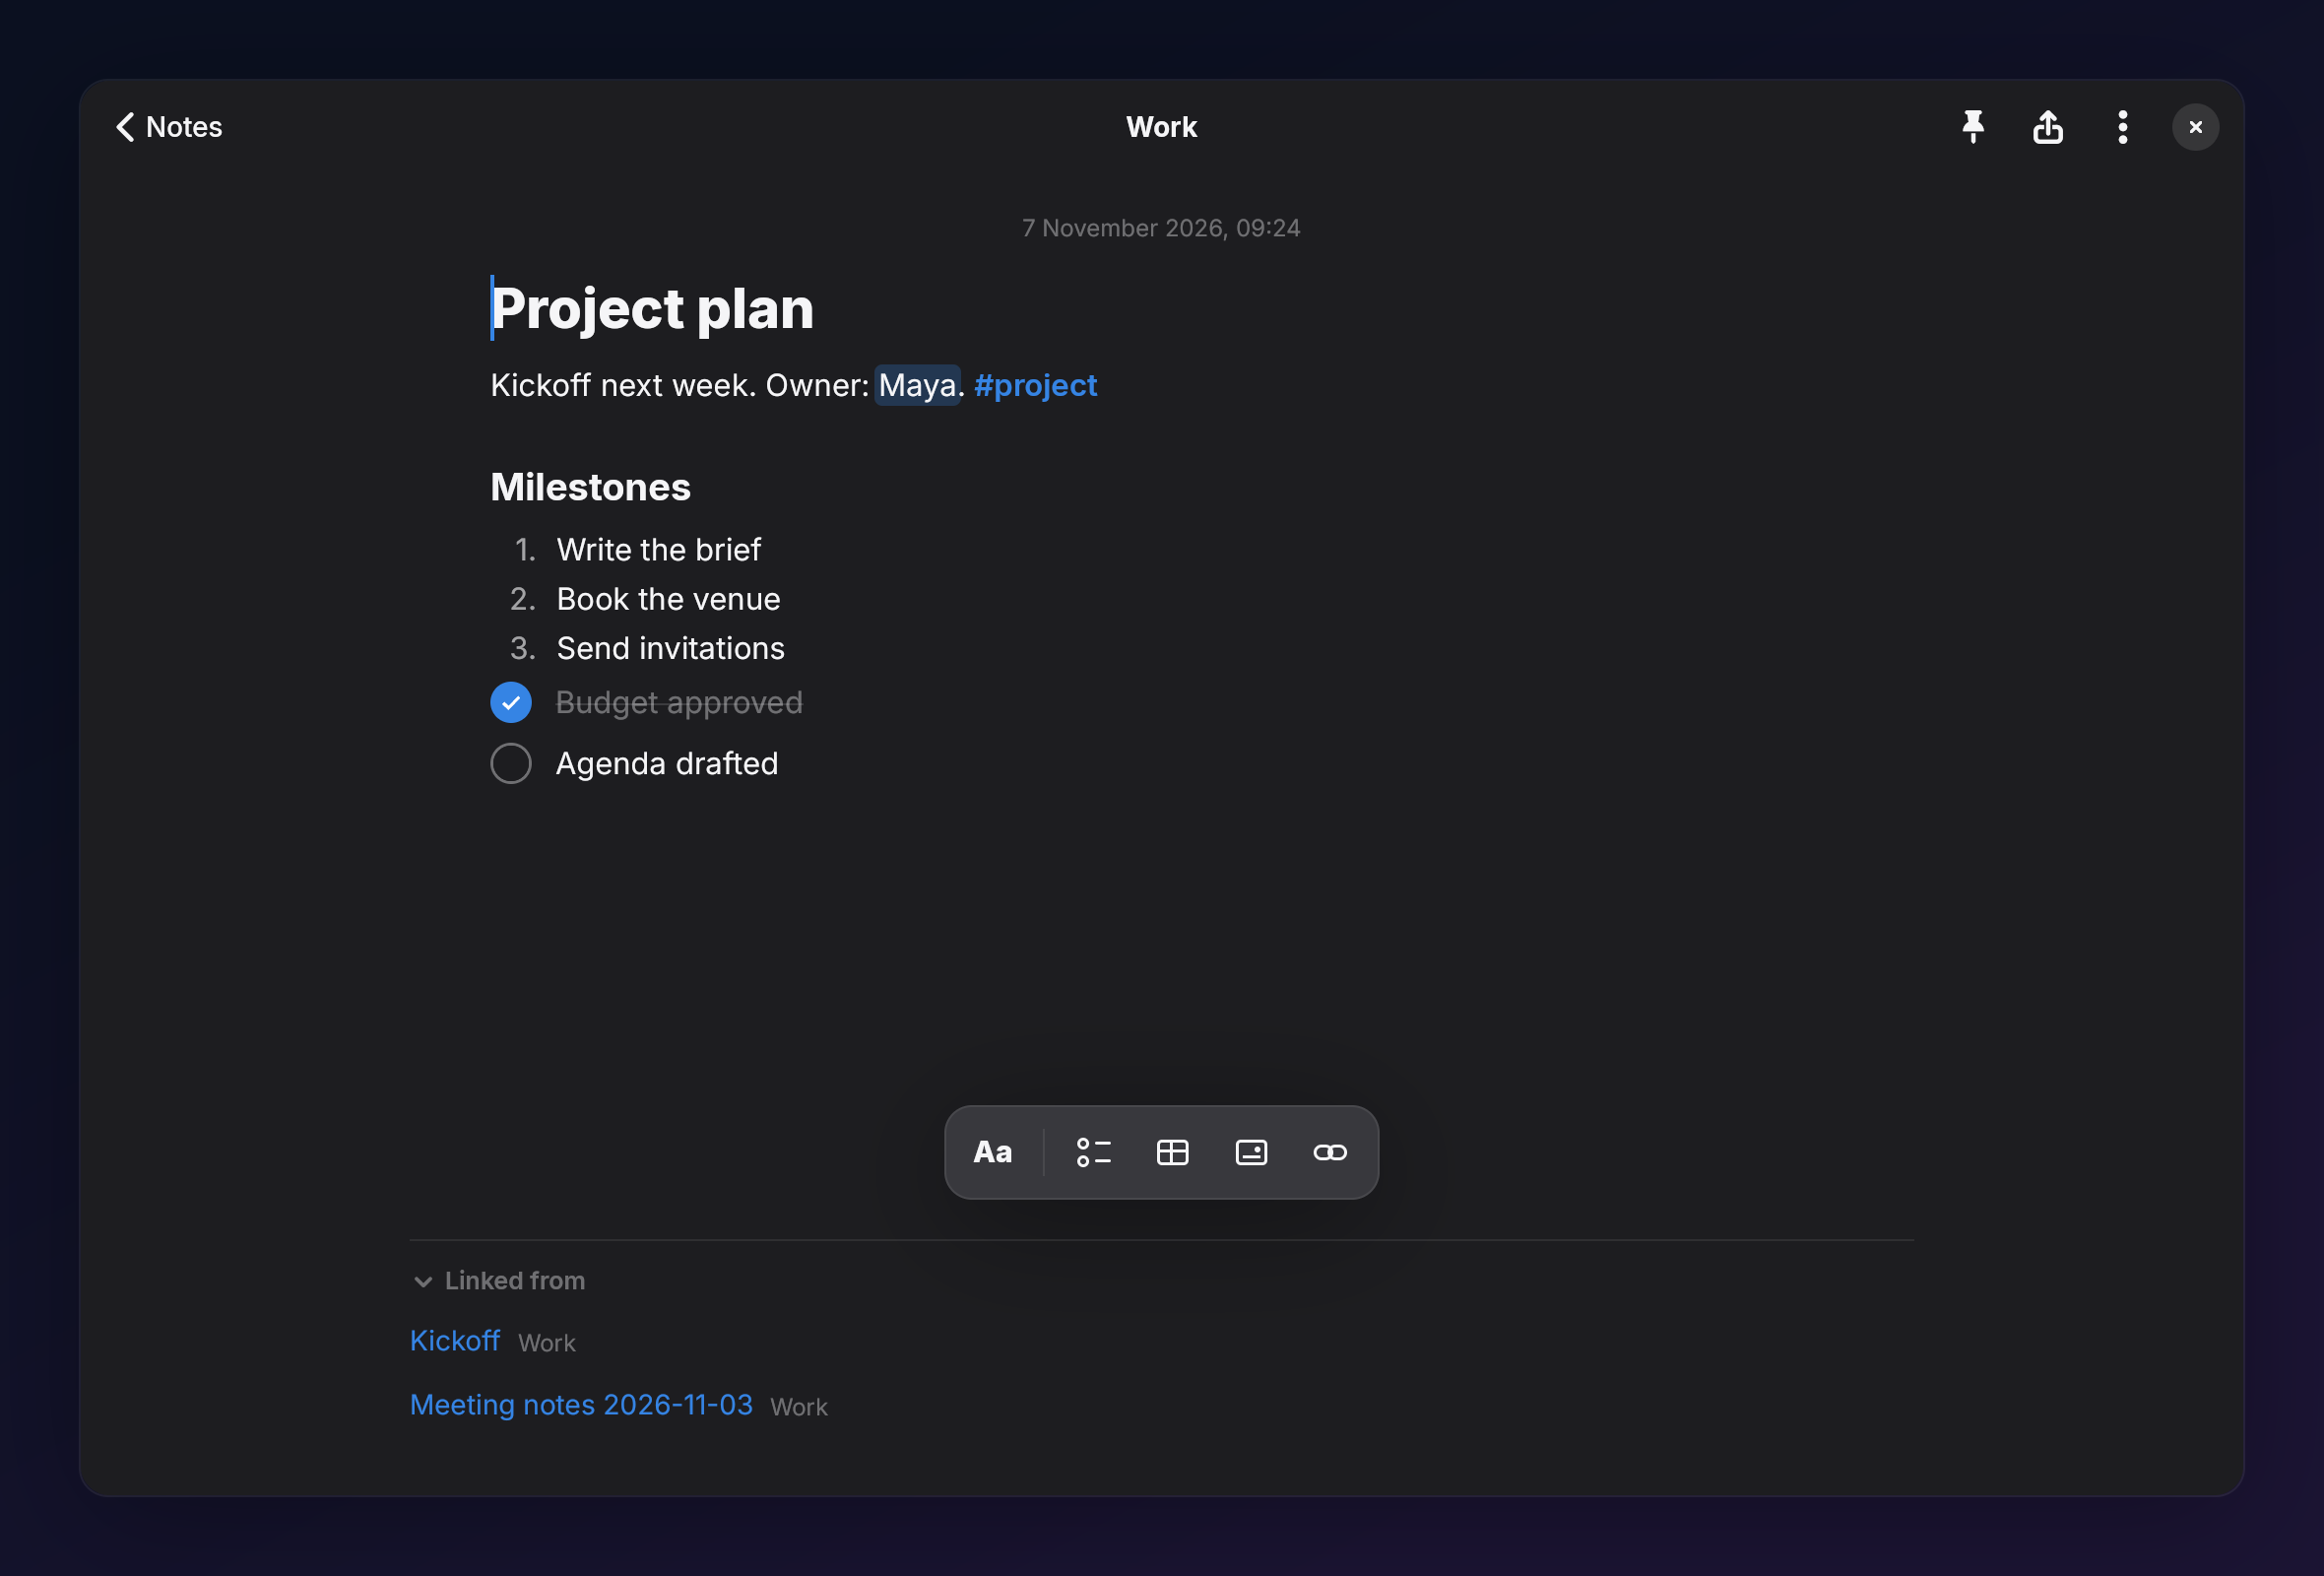 Notes
Work
7 November 2026, 09:24
Project plan
Kickoff next week. Owner: Maya. #project
Milestones
1. Write the brief
2. Book the venue
3. Send invitations
Budget approved
Agenda drafted
Aa
Linked from
Kickoff Work
Meeting notes 2026-11-03 Work